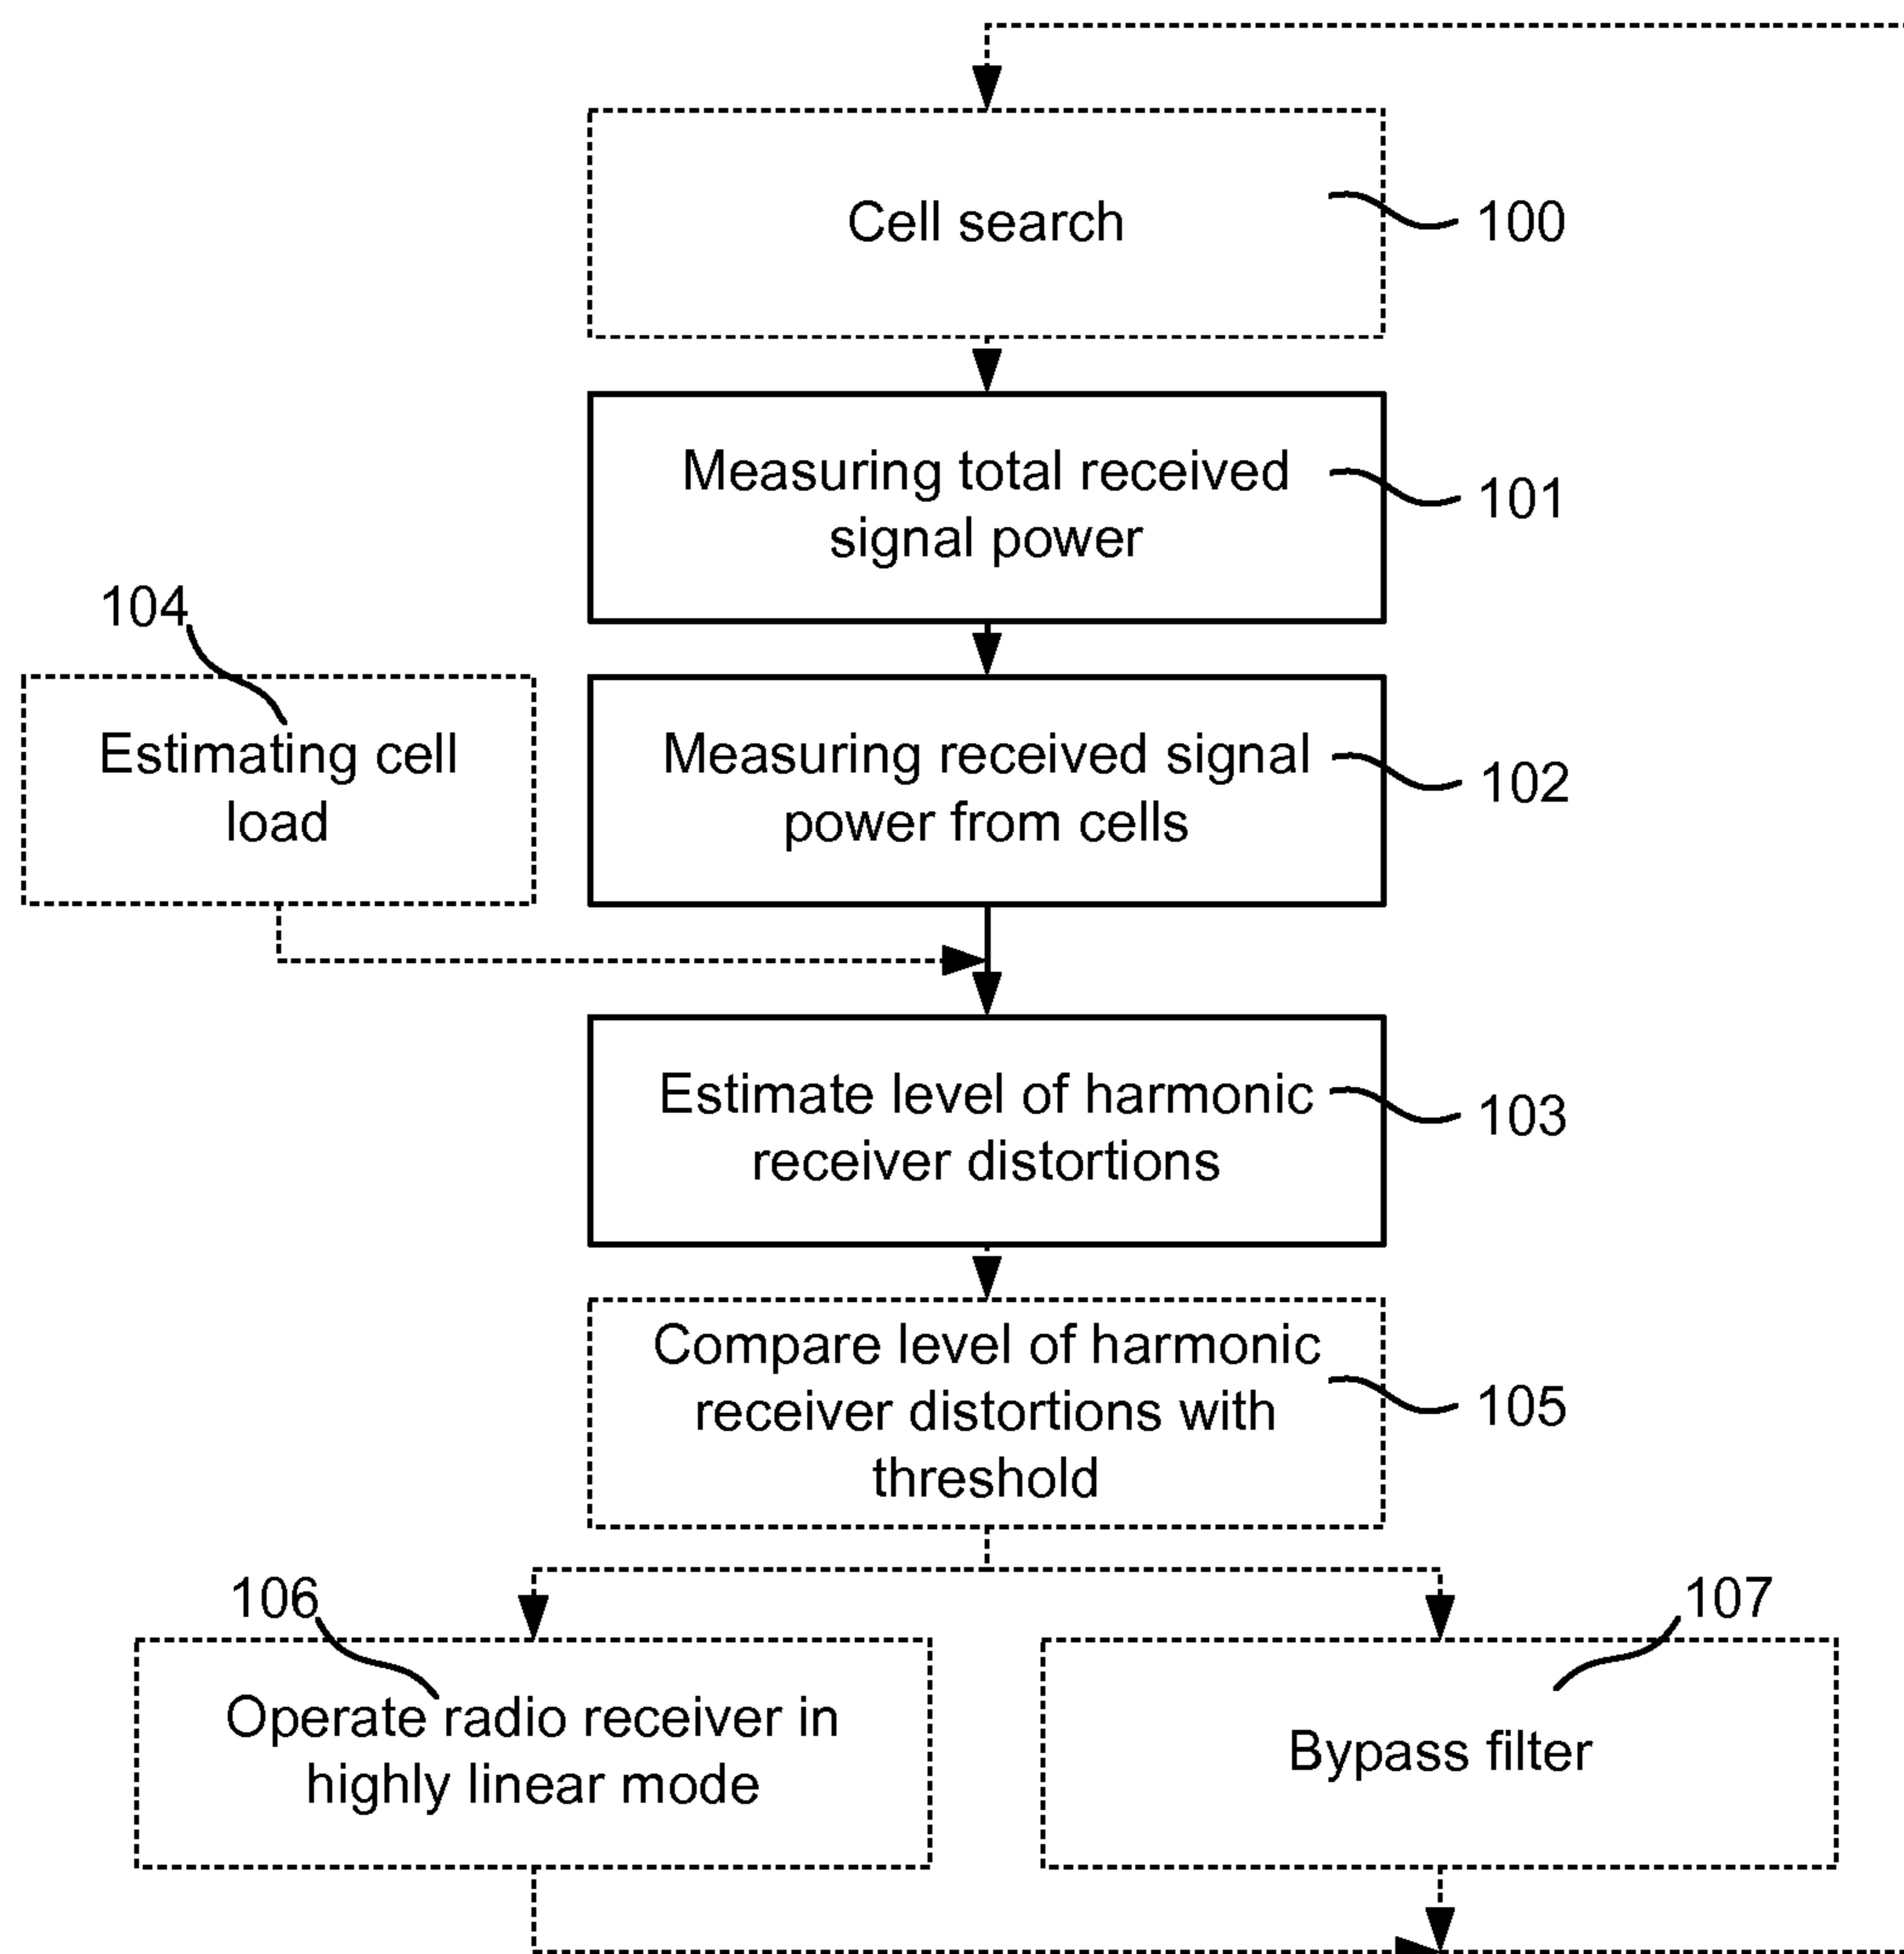 Cell search
100
Measuring total received
signal power
101
104
Estimating cell
load
Measuring received signal
power from cells
102
Estimate level of harmonic
receiver distortions
103
Compare level of harmonic
receiver distortions with
threshold
105
106
Operate radio receiver in
highly linear mode
107
Bypass filter